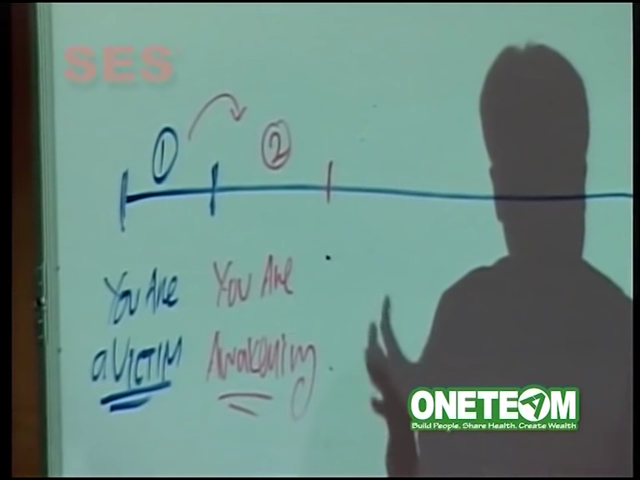 SES
1 2
You Are You Are
a VICTIM Awakening
ONETEAM
Build People. Share Health. Create Wealth